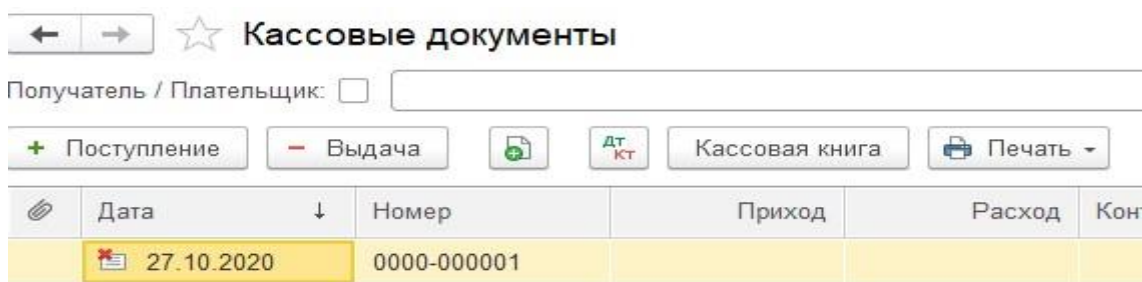 Кассовые документы
Получатель / Плательщик:
+ Поступление − Выдача Дт Кт Кассовая книга Печать
Дата ↓ Номер Приход Расход Кон
27.10.2020 0000-000001